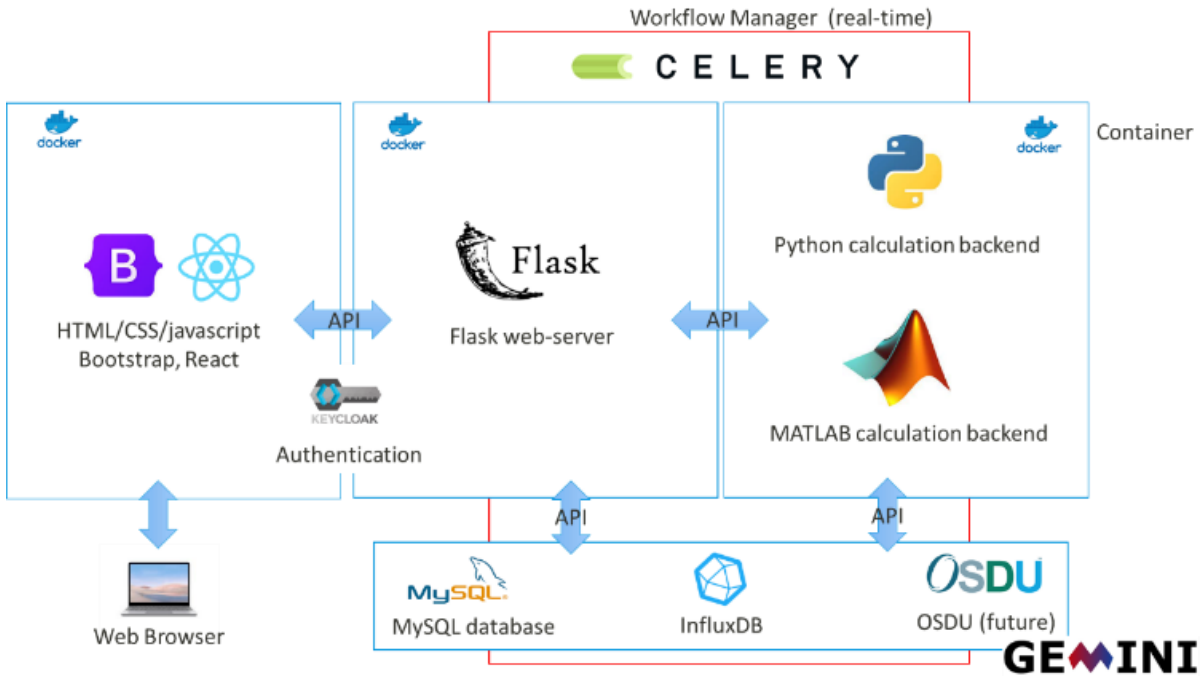 Workflow Manager (real-time)
CELERY
docker
docker
docker
Container
B
Flask
Python calculation backend
HTML/CSS/javascript
Bootstrap, React
API
Flask web-server
API
KEYCLOAK
Authentication
MATLAB calculation backend
API
API
Web Browser
MySQL
MySQL database
InfluxDB
OSDU
OSDU (future)
GEMINI